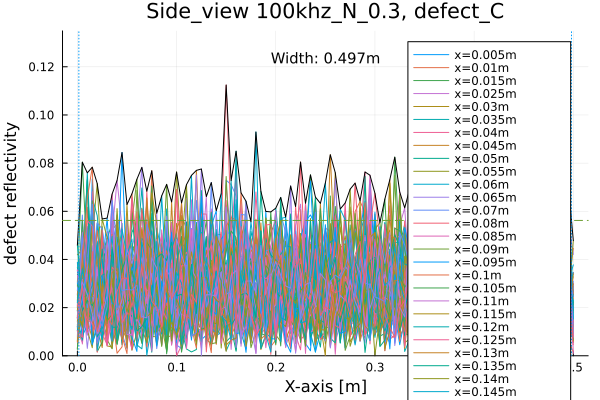 Side_view 100khz_N_0.3, defect_C
Width: 0.497m
defect reflectivity
0.12
0.10
0.08
0.06
0.04
0.02
0.00
0.0
0.1
0.2
0.3
.5
X-axis [m]
x=0.005m
x=0.01m
x=0.015m
x=0.025m
x=0.03m
x=0.035m
x=0.04m
x=0.045m
x=0.05m
x=0.055m
x=0.06m
x=0.065m
x=0.07m
x=0.08m
x=0.085m
x=0.09m
x=0.095m
x=0.1m
x=0.105m
x=0.11m
x=0.115m
x=0.12m
x=0.125m
x=0.13m
x=0.135m
x=0.14m
x=0.145m